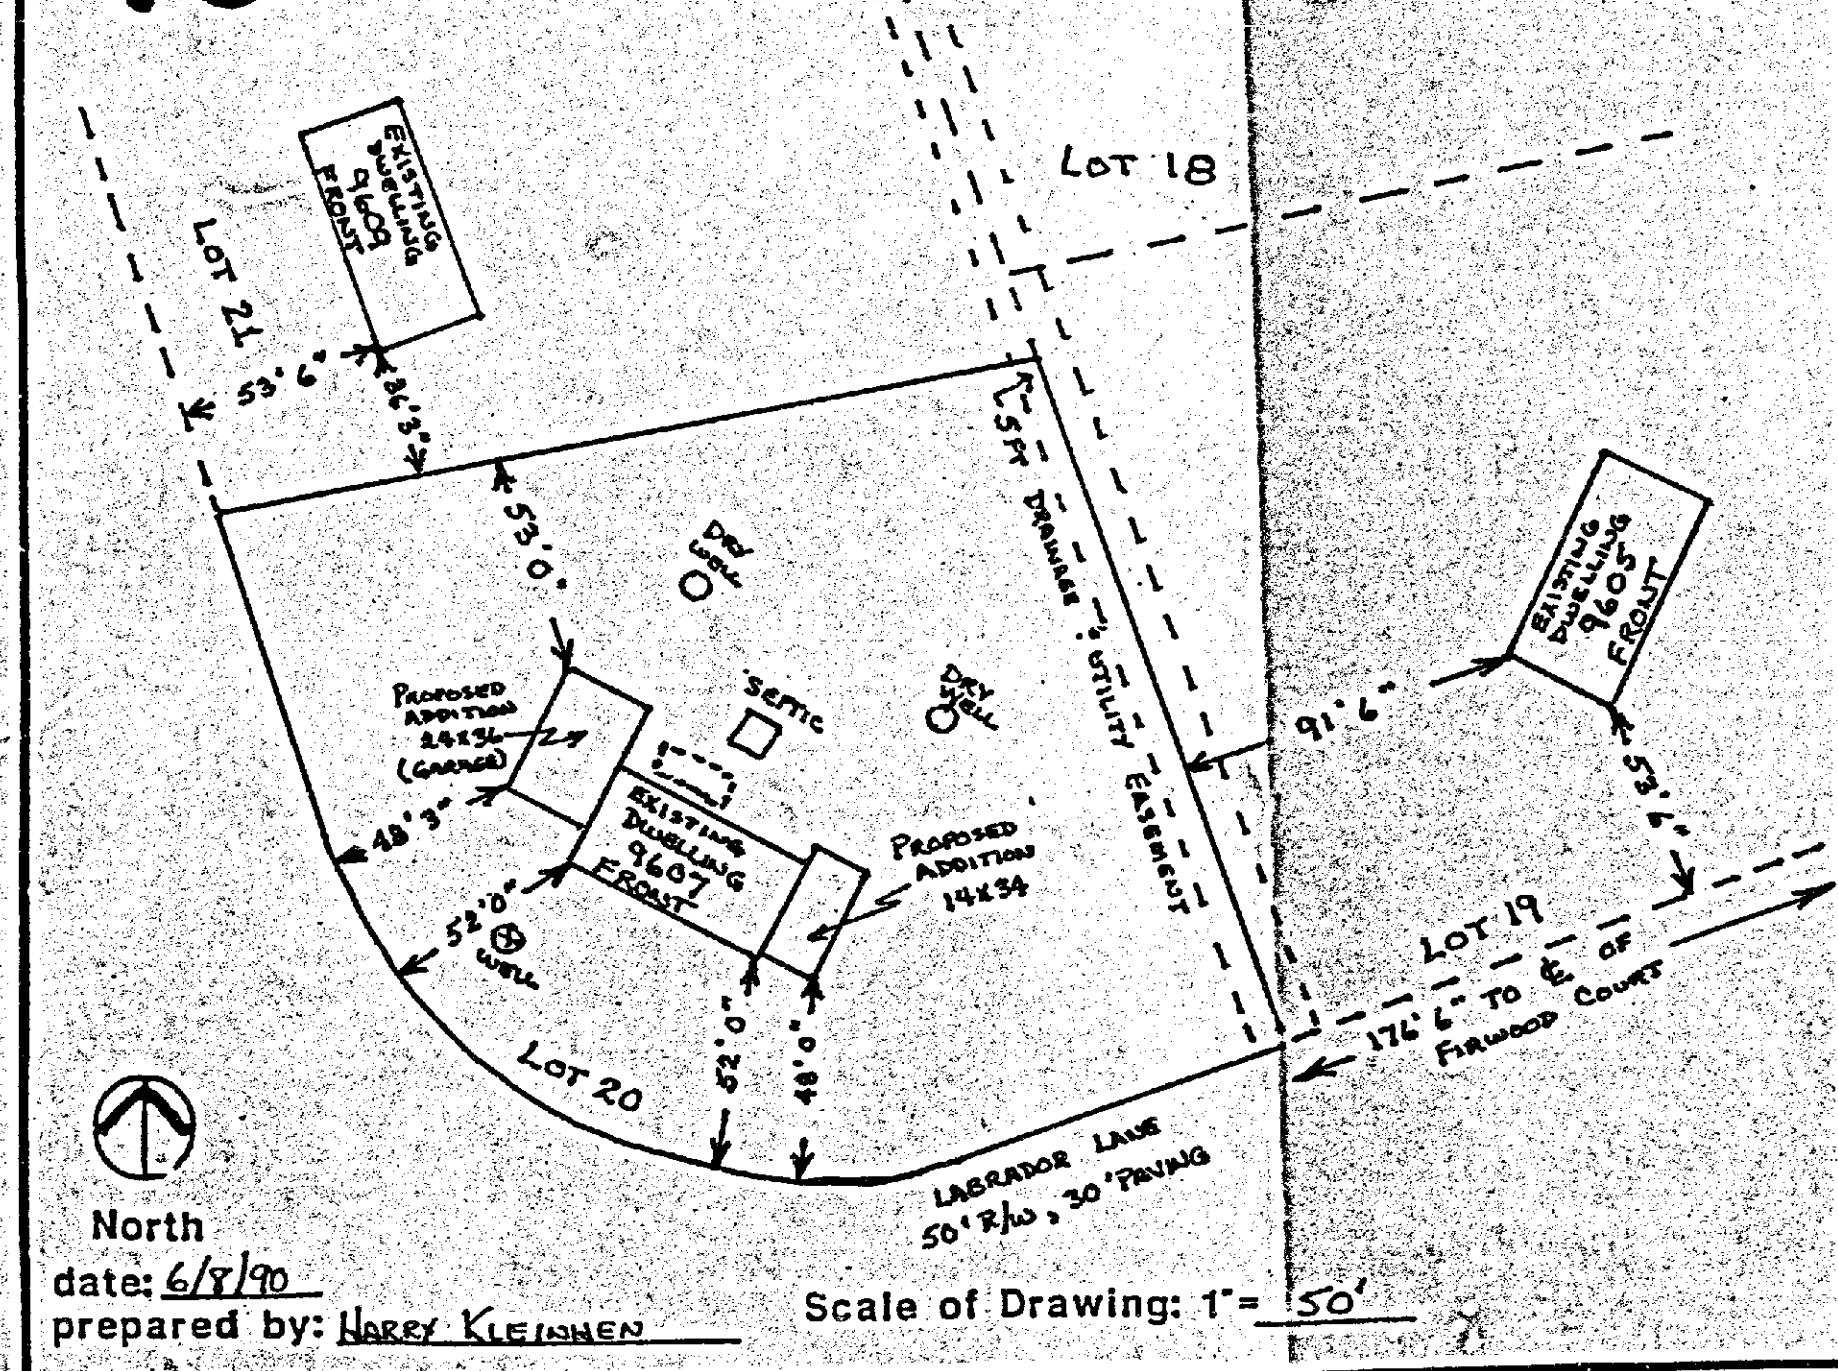 LOT 18
EXISTING
DWELLING
9609
FRONT
LOT 21
53'6"
36'3"
53'0"
DRY
WELL
5 FT DRAINAGE & UTILITY EASEMENT
EXISTING
DWELLING
9605
FRONT
PROPOSED
ADDITION
24X36
(GARAGE)
SEPTIC
DRY
WELL
91'6"
53'6"
48'3"
EXISTING
DWELLING
9607
FRONT
PROPOSED
ADDITION
14X34
52'0"
WELL
LOT 19
176'6" TO ℄ OF
FIRWOOD COURT
52'0"
48'0"
LOT 20
LABRADOR LANE
50' R/W, 30' PAVING
North
date: 6/8/90
prepared by: HARRY KLEINHEN
Scale of Drawing: 1"= 50'